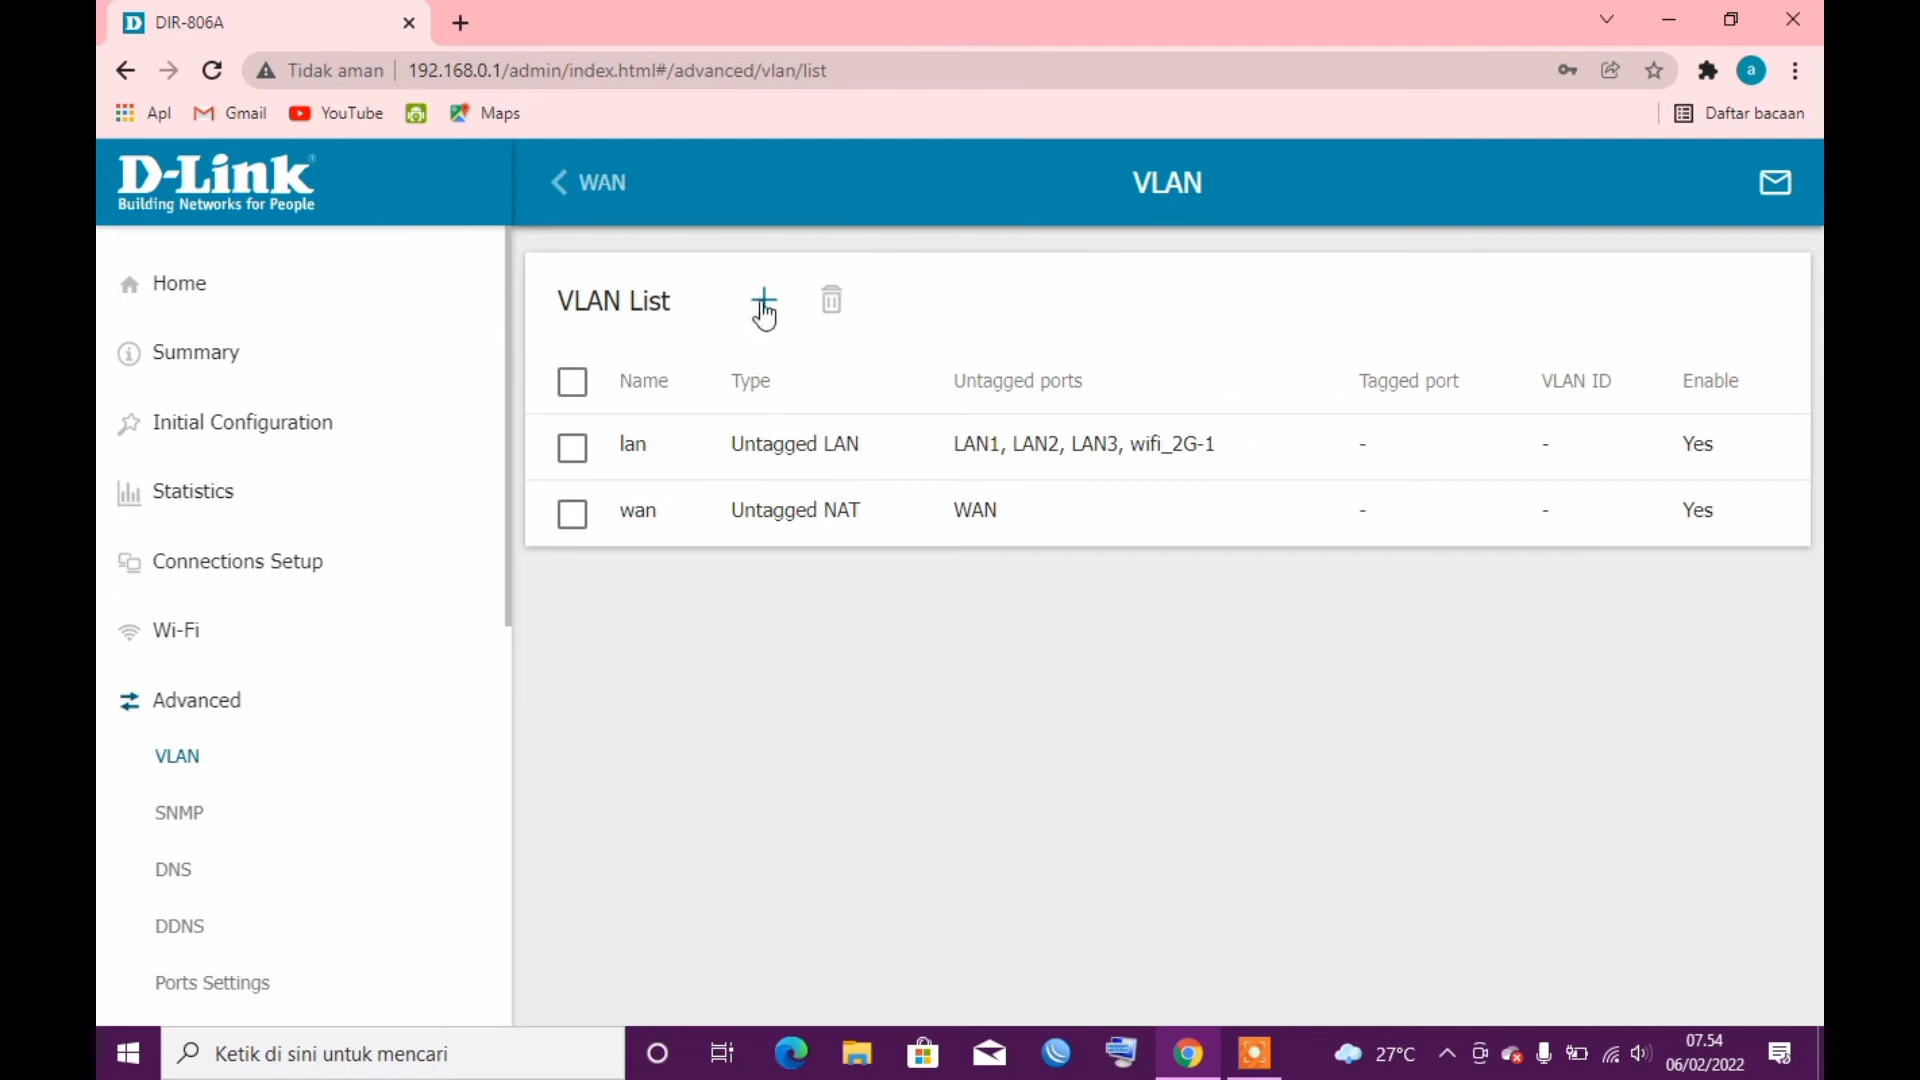 DIR-806A
Tidak aman
192.168.0.1/admin/index.html#/advanced/vlan/list
a
Apl
Gmail
YouTube
Maps
Daftar bacaan
D-Link®
Building Networks for People
WAN
VLAN
Home
Summary
Initial Configuration
Statistics
Connections Setup
Wi-Fi
Advanced
VLAN
SNMP
DNS
DDNS
Ports Settings
VLAN List
Name Type Untagged ports Tagged port VLAN ID Enable
lan Untagged LAN LAN1, LAN2, LAN3, wifi_2G-1 - - Yes
wan Untagged NAT WAN - - Yes
Ketik di sini untuk mencari
27°C
07.54
06/02/2022